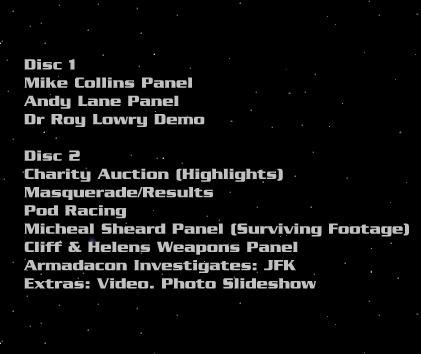 Disc 1
Mike Collins Panel
Andy Lane Panel
Dr Roy Lowry Demo
Disc 2
Charity Auction (Highlights)
Masquerade/Results
Pod Racing
Micheal Sheard Panel (Surviving Footage)
Cliff & Helens Weapons Panel
Armadacon Investigates: JFK
Extras: Video. Photo Slideshow